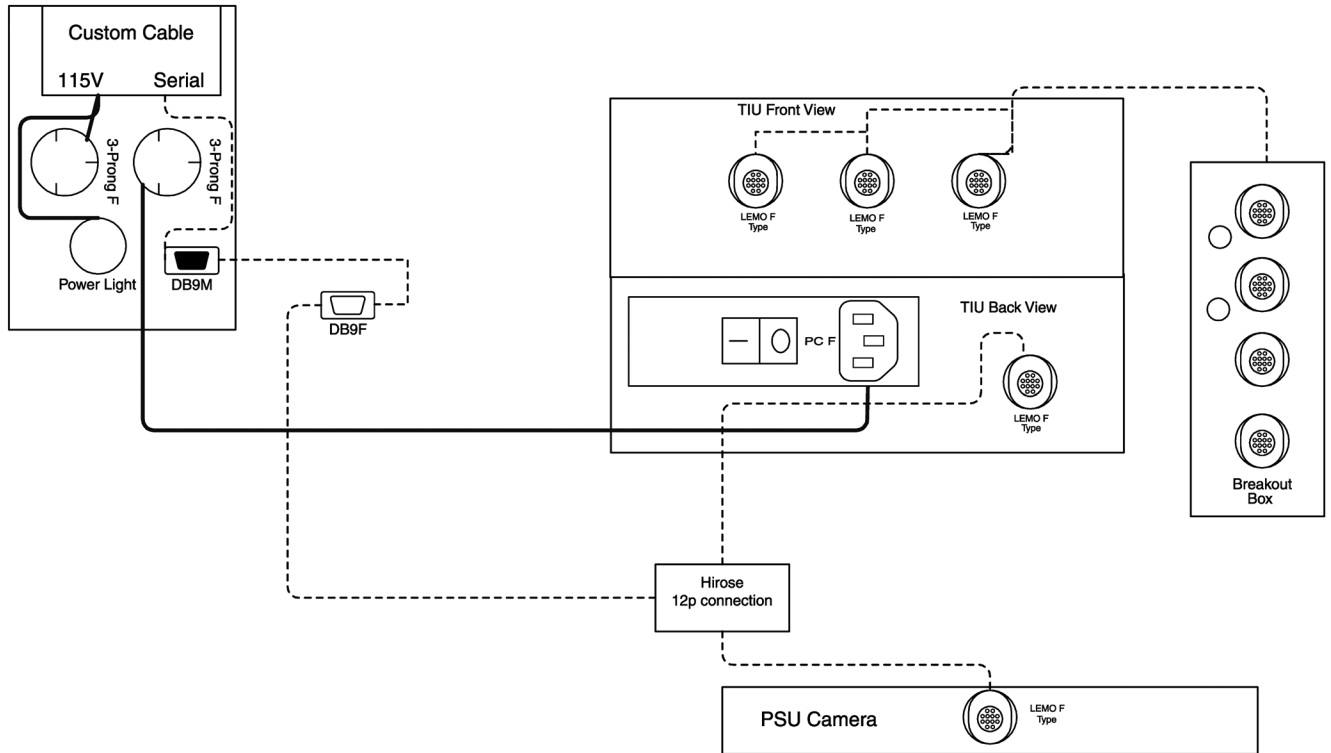 Custom Cable
115V
Serial
3-Prong F
3-Prong F
Power Light
DB9M
DB9F
TIU Front View
LEMO F
Type
LEMO F
Type
LEMO F
Type
TIU Back View
PC F
LEMO F
Type
Breakout
Box
Hirose
12p connection
PSU Camera
LEMO F
Type